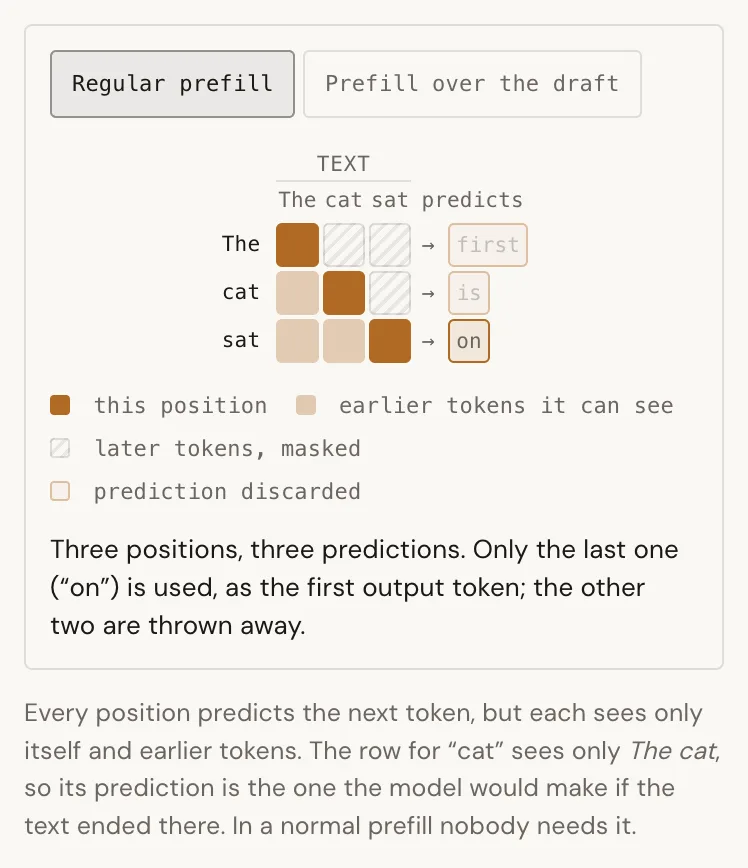 Regular prefill Prefill over the draft
TEXT
The cat sat predicts
The → first
cat → is
sat → on
this position earlier tokens it can see
later tokens, masked
prediction discarded
Three positions, three predictions. Only the last one
(“on”) is used, as the first output token; the other
two are thrown away.
Every position predicts the next token, but each sees only
itself and earlier tokens. The row for “cat” sees only The cat,
so its prediction is the one the model would make if the
text ended there. In a normal prefill nobody needs it.